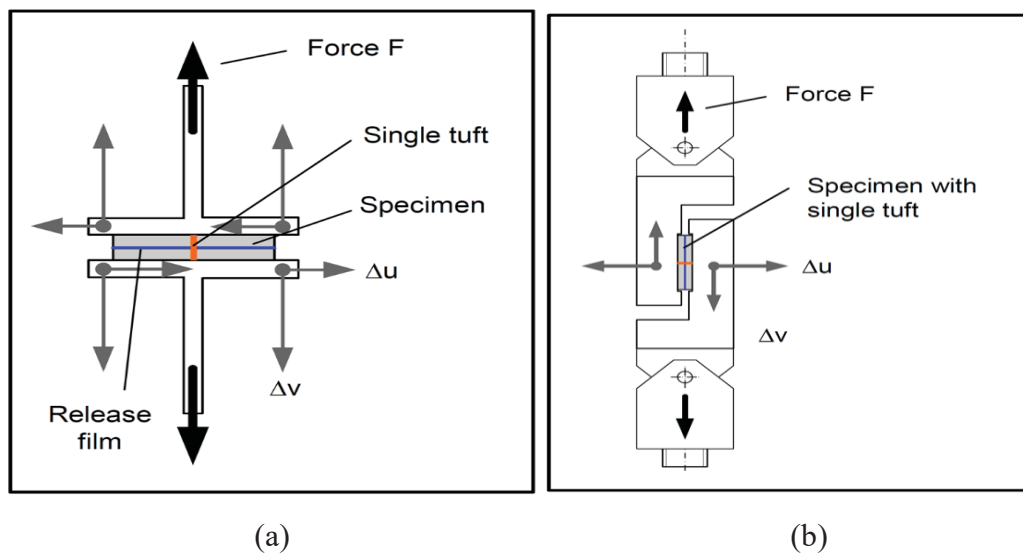 Force F
Single tuft
Specimen
Δu
Δv
Release
film
Force F
Specimen with
single tuft
Δu
Δv
(a)
(b)